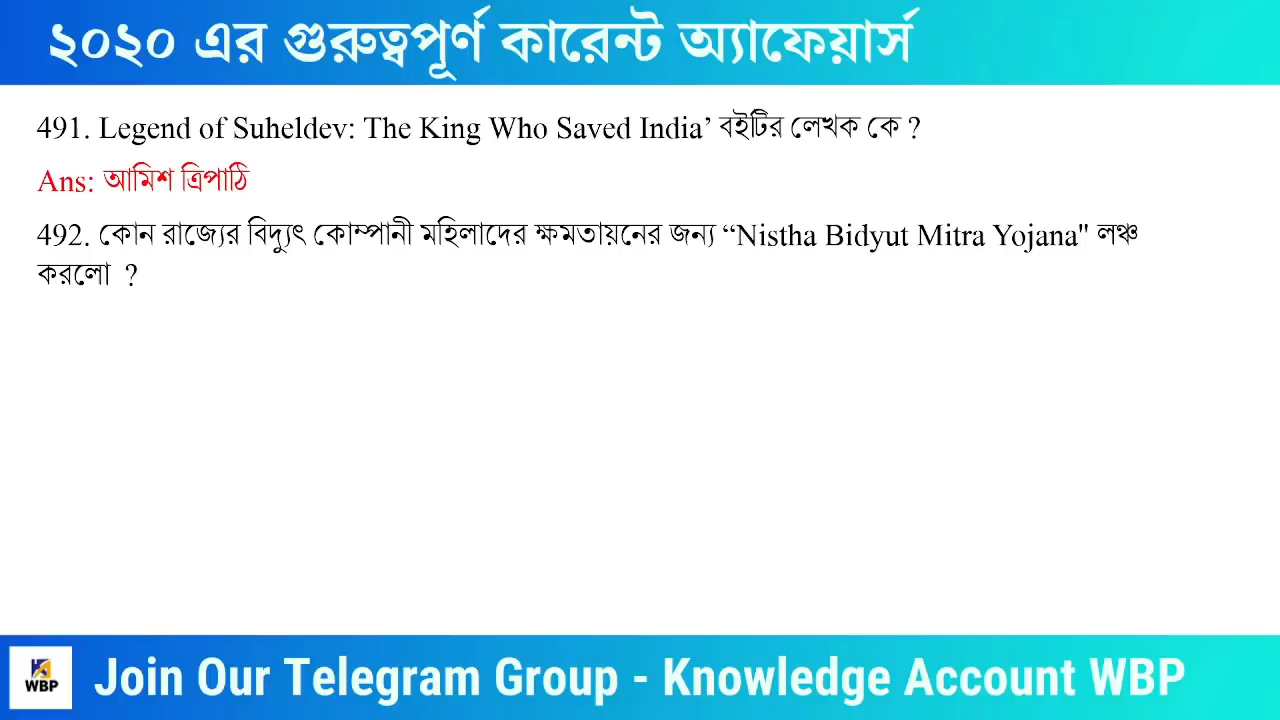 ২০২০ এর গুরুত্বপূর্ণ কারেন্ট অ্যাফেয়ার্স
491. Legend of Suheldev: The King Who Saved India’ বইটির লেখক কে ?
Ans: আমিশ ত্রিপাঠি
492. কোন রাজ্যের বিদ্যুৎ কোম্পানী মহিলাদের ক্ষমতায়নের জন্য “Nistha Bidyut Mitra Yojana" লঞ্চ
করলো ?
WBP
Join Our Telegram Group - Knowledge Account WBP